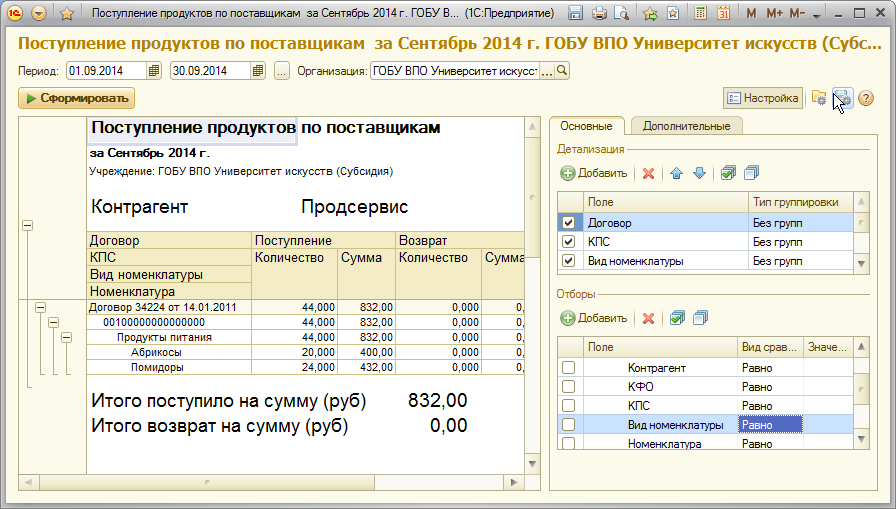 Поступление продуктов по поставщикам за Сентябрь 2014 г. ГОБУ В... (1С:Предприятие)
M M+ M-
Поступление продуктов по поставщикам за Сентябрь 2014 г. ГОБУ ВПО Университет искусств (Субс...
Период: 01.09.2014 30.09.2014 ... Организация: ГОБУ ВПО Университет искусст ...
Сформировать
Настройка
?
Поступление продуктов по поставщикам
за Сентябрь 2014 г.
Учреждение: ГОБУ ВПО Университет искусств (Субсидия)
Контрагент Продсервис
Договор Поступление Возврат
КПС Количество Сумма Количество Сумма
Вид номенклатуры
Номенклатура
Договор 34224 от 14.01.2011 44,000 832,00 0,000 0,
00100000000000000 44,000 832,00 0,000 0,
Продукты питания 44,000 832,00 0,000 0,
Абрикосы 20,000 400,00 0,000 0,
Помидоры 24,000 432,00 0,000 0,
Итого поступило на сумму (руб) 832,00
Итого возврат на сумму (руб) 0,00
Основные Дополнительные
Детализация
Добавить
Поле Тип группировки
Договор Без групп
КПС Без групп
Вид номенклатуры Без групп
Отборы
Добавить
Поле Вид срав... Значе...
Контрагент Равно
КФО Равно
КПС Равно
Вид номенклатуры Равно
Номенклатура Равно